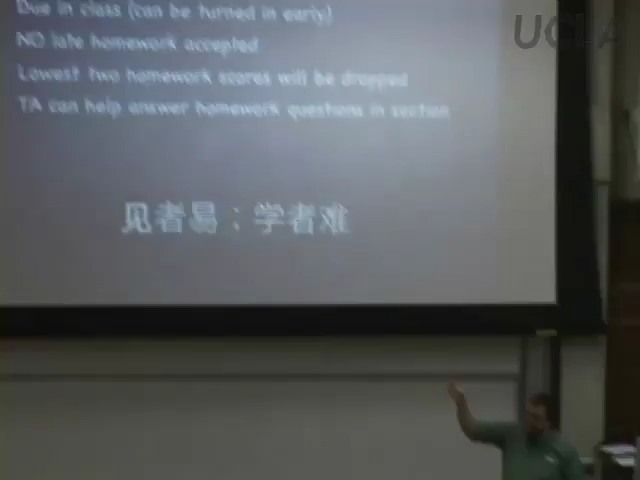 UCLA
Due in class (can be turned in early)
NO late homework accepted
Lowest two homework scores will be dropped
TA can help answer homework questions in section
见者易；学者难